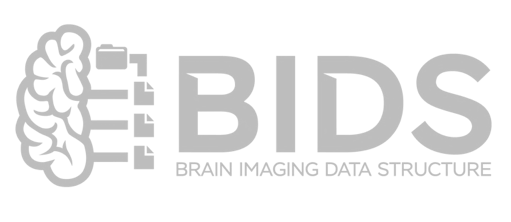 BIDS
BRAIN IMAGING DATA STRUCTURE